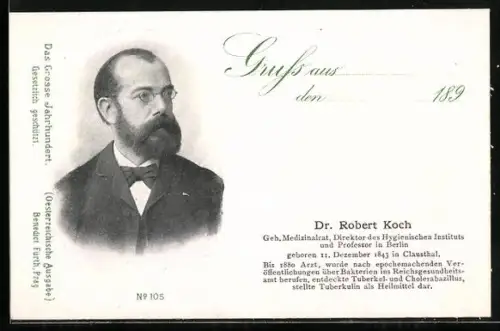 Das Grosse Jahrhundert. (Oesterreichische Ausgabe)
Gesetzlich geschützt. Benedict Furth, Prag
Gruss aus
den 189
Dr. Robert Koch
Geh. Medizinalrat, Direktor des Hygienischen Instituts
und Professor in Berlin
geboren 11. Dezember 1843 in Clausthal.
Bis 1880 Arzt, wurde nach epochemachenden Ver-
öffentlichungen über Bakterien ins Reichsgesundheits-
amt berufen, entdeckte Tuberkel- und Cholerabazillus,
stellte Tuberkulin als Heilmittel dar.
No 105